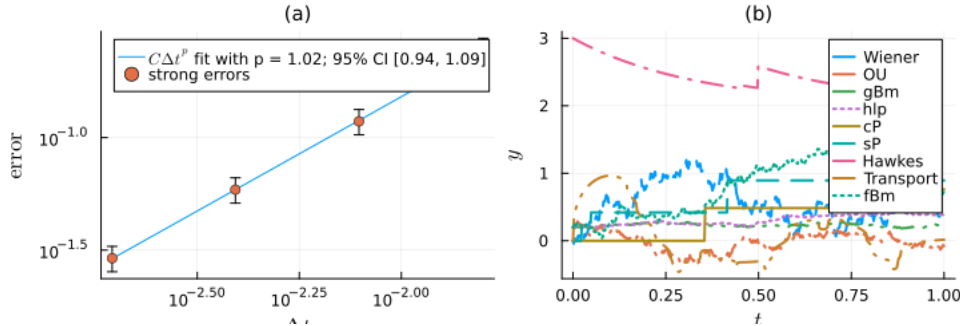 (a)
CΔt^p fit with p = 1.02; 95% CI [0.94, 1.09]
strong errors
error
10^−1.0
10^−1.5
10^−2.50
10^−2.25
10^−2.00
Δt
(b)
y
3
2
1
0
Wiener
OU
gBm
hlp
cP
sP
Hawkes
Transport
fBm
0.00
0.25
0.50
0.75
1.00
t